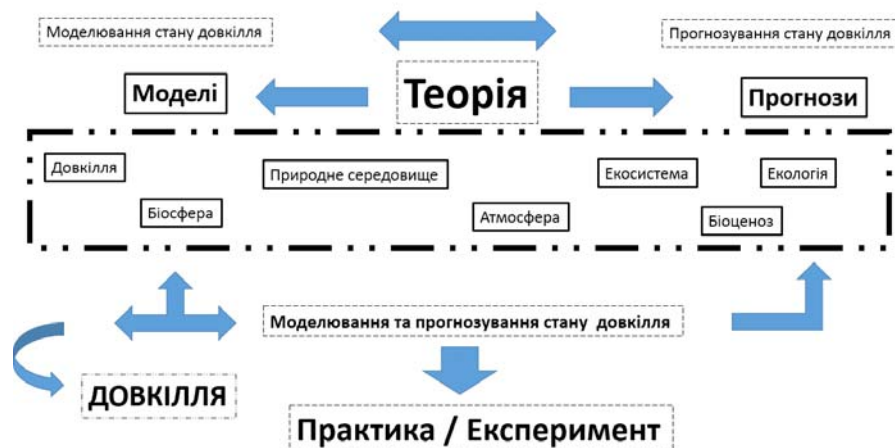 Моделювання стану довкілля
Прогнозування стану довкілля
Моделі
Теорія
Прогнози
Довкілля
Природне середовище
Екосистема
Екологія
Біосфера
Атмосфера
Біоценоз
Моделювання та прогнозування стану довкілля
ДОВКІЛЛЯ
Практика / Експеримент